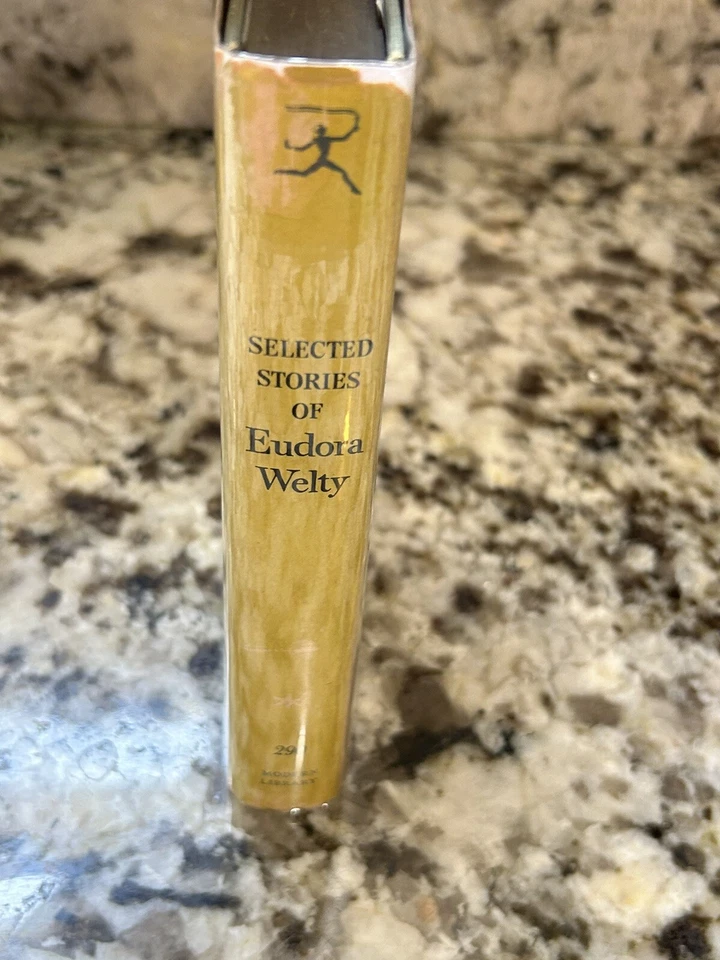 SELECTED
STORIES
OF
Eudora
Welty
290
MODERN
LIBRARY